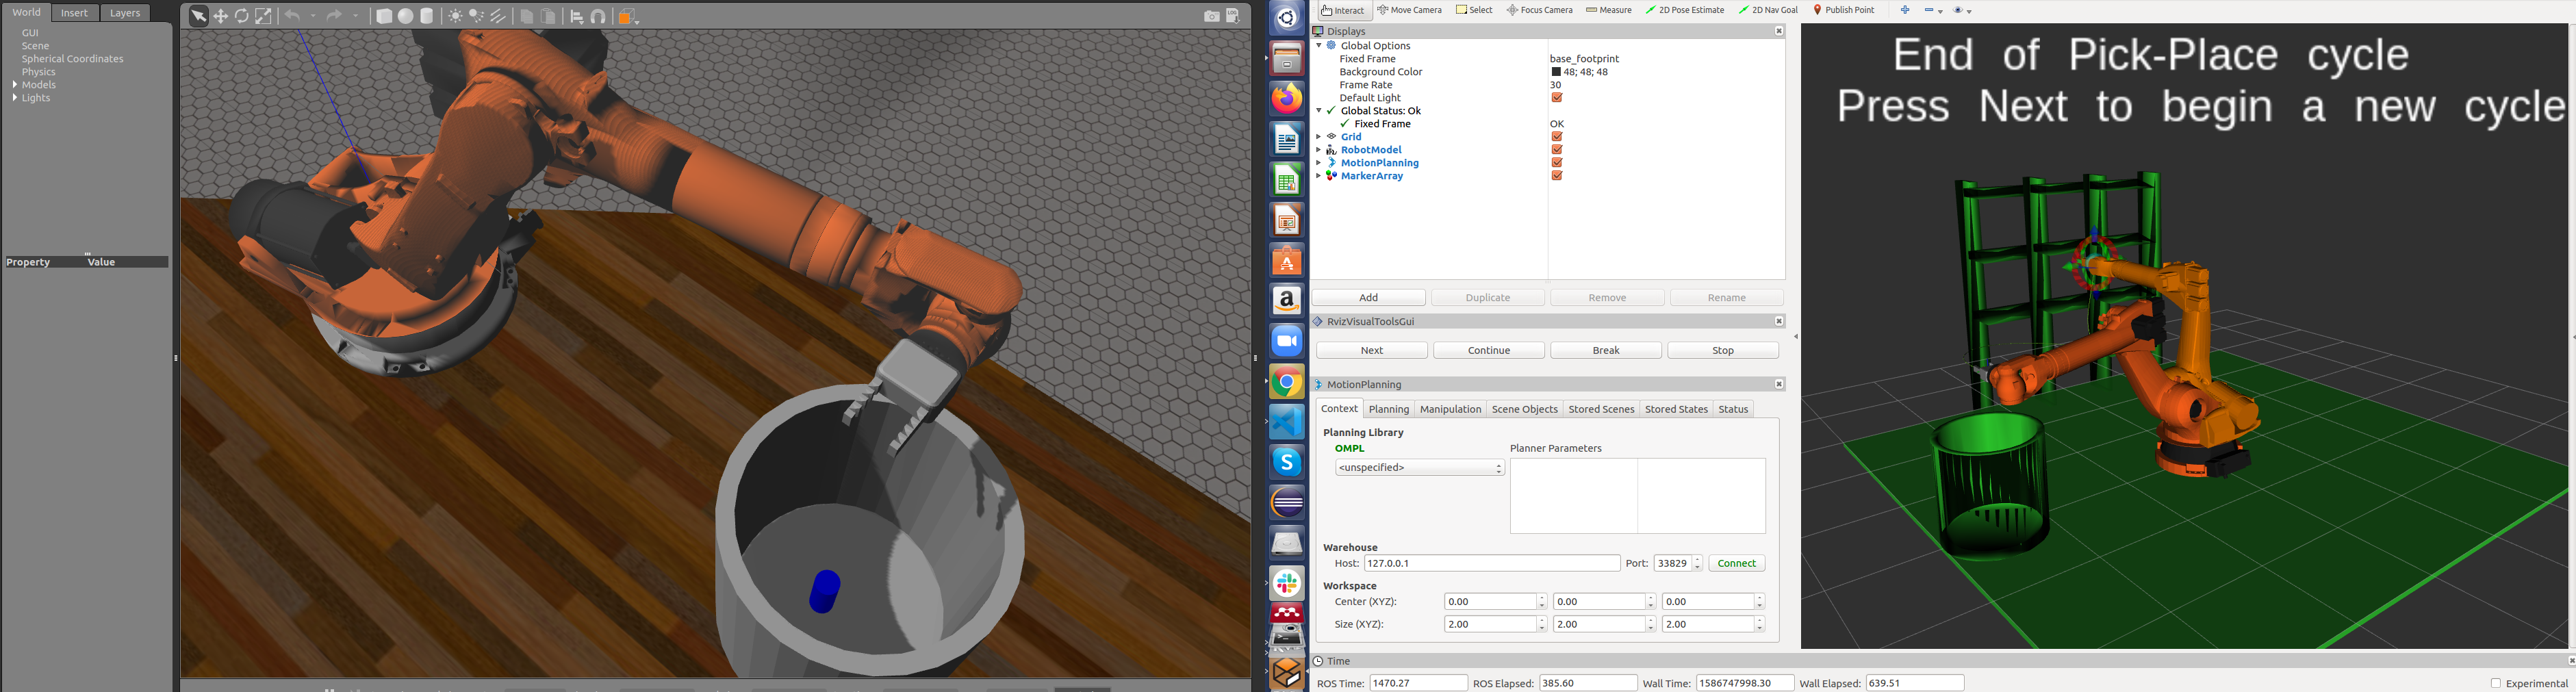 World Insert Layers
GUI
Scene
Spherical Coordinates
Physics
Models
Lights
Property Value
Interact Move Camera Select Focus Camera Measure 2D Pose Estimate 2D Nav Goal Publish Point
Displays
Global Options
Fixed Frame base_footprint
Background Color 48; 48; 48
Frame Rate 30
Default Light
Global Status: Ok
Fixed Frame OK
Grid
RobotModel
MotionPlanning
MarkerArray
Add Duplicate Remove Rename
RvizVisualToolsGui
Next Continue Break Stop
MotionPlanning
Context Planning Manipulation Scene Objects Stored Scenes Stored States Status
Planning Library
OMPL Planner Parameters
<unspecified>
Warehouse
Host: 127.0.0.1 Port: 33829 Connect
Workspace
Center (XYZ): 0.00 0.00 0.00
Size (XYZ): 2.00 2.00 2.00
End of Pick-Place cycle
Press Next to begin a new cycle
Time
ROS Time: 1470.27 ROS Elapsed: 385.60 Wall Time: 1586747998.30 Wall Elapsed: 639.51 Experimental